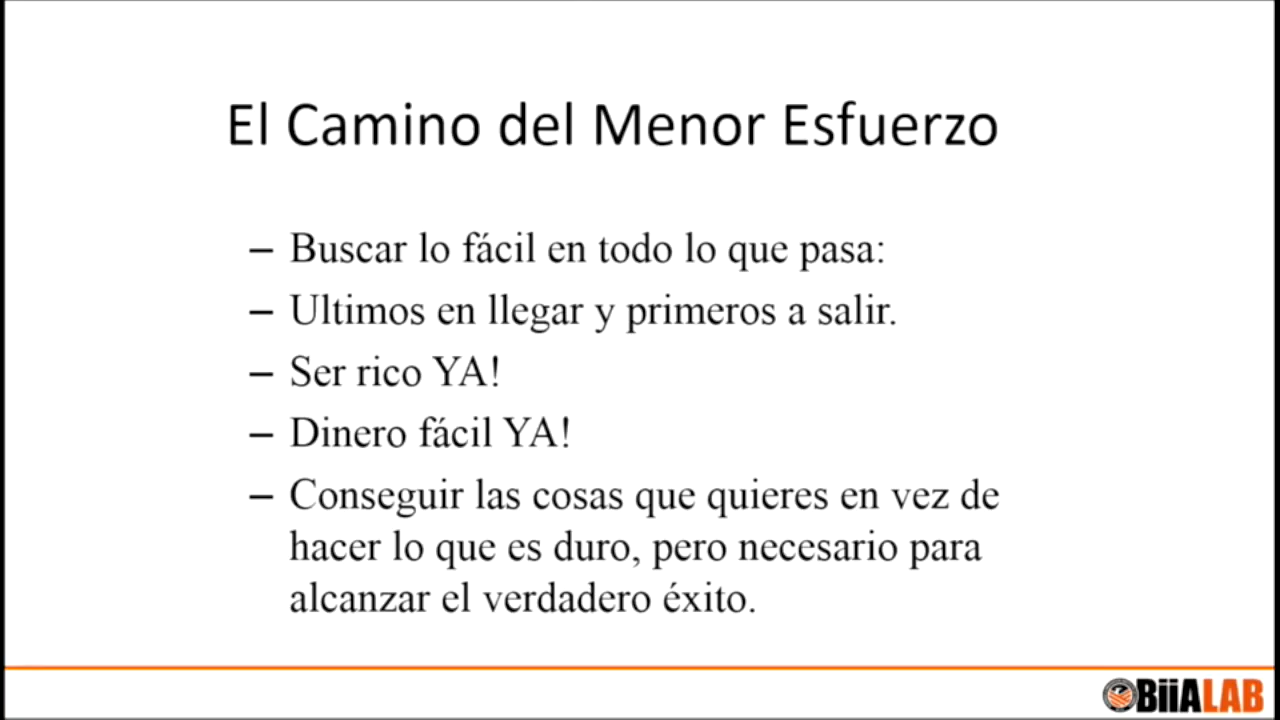 El Camino del Menor Esfuerzo
– Buscar lo fácil en todo lo que pasa:
– Ultimos en llegar y primeros a salir.
– Ser rico YA!
– Dinero fácil YA!
– Conseguir las cosas que quieres en vez de
hacer lo que es duro, pero necesario para
alcanzar el verdadero éxito.
BiiALAB